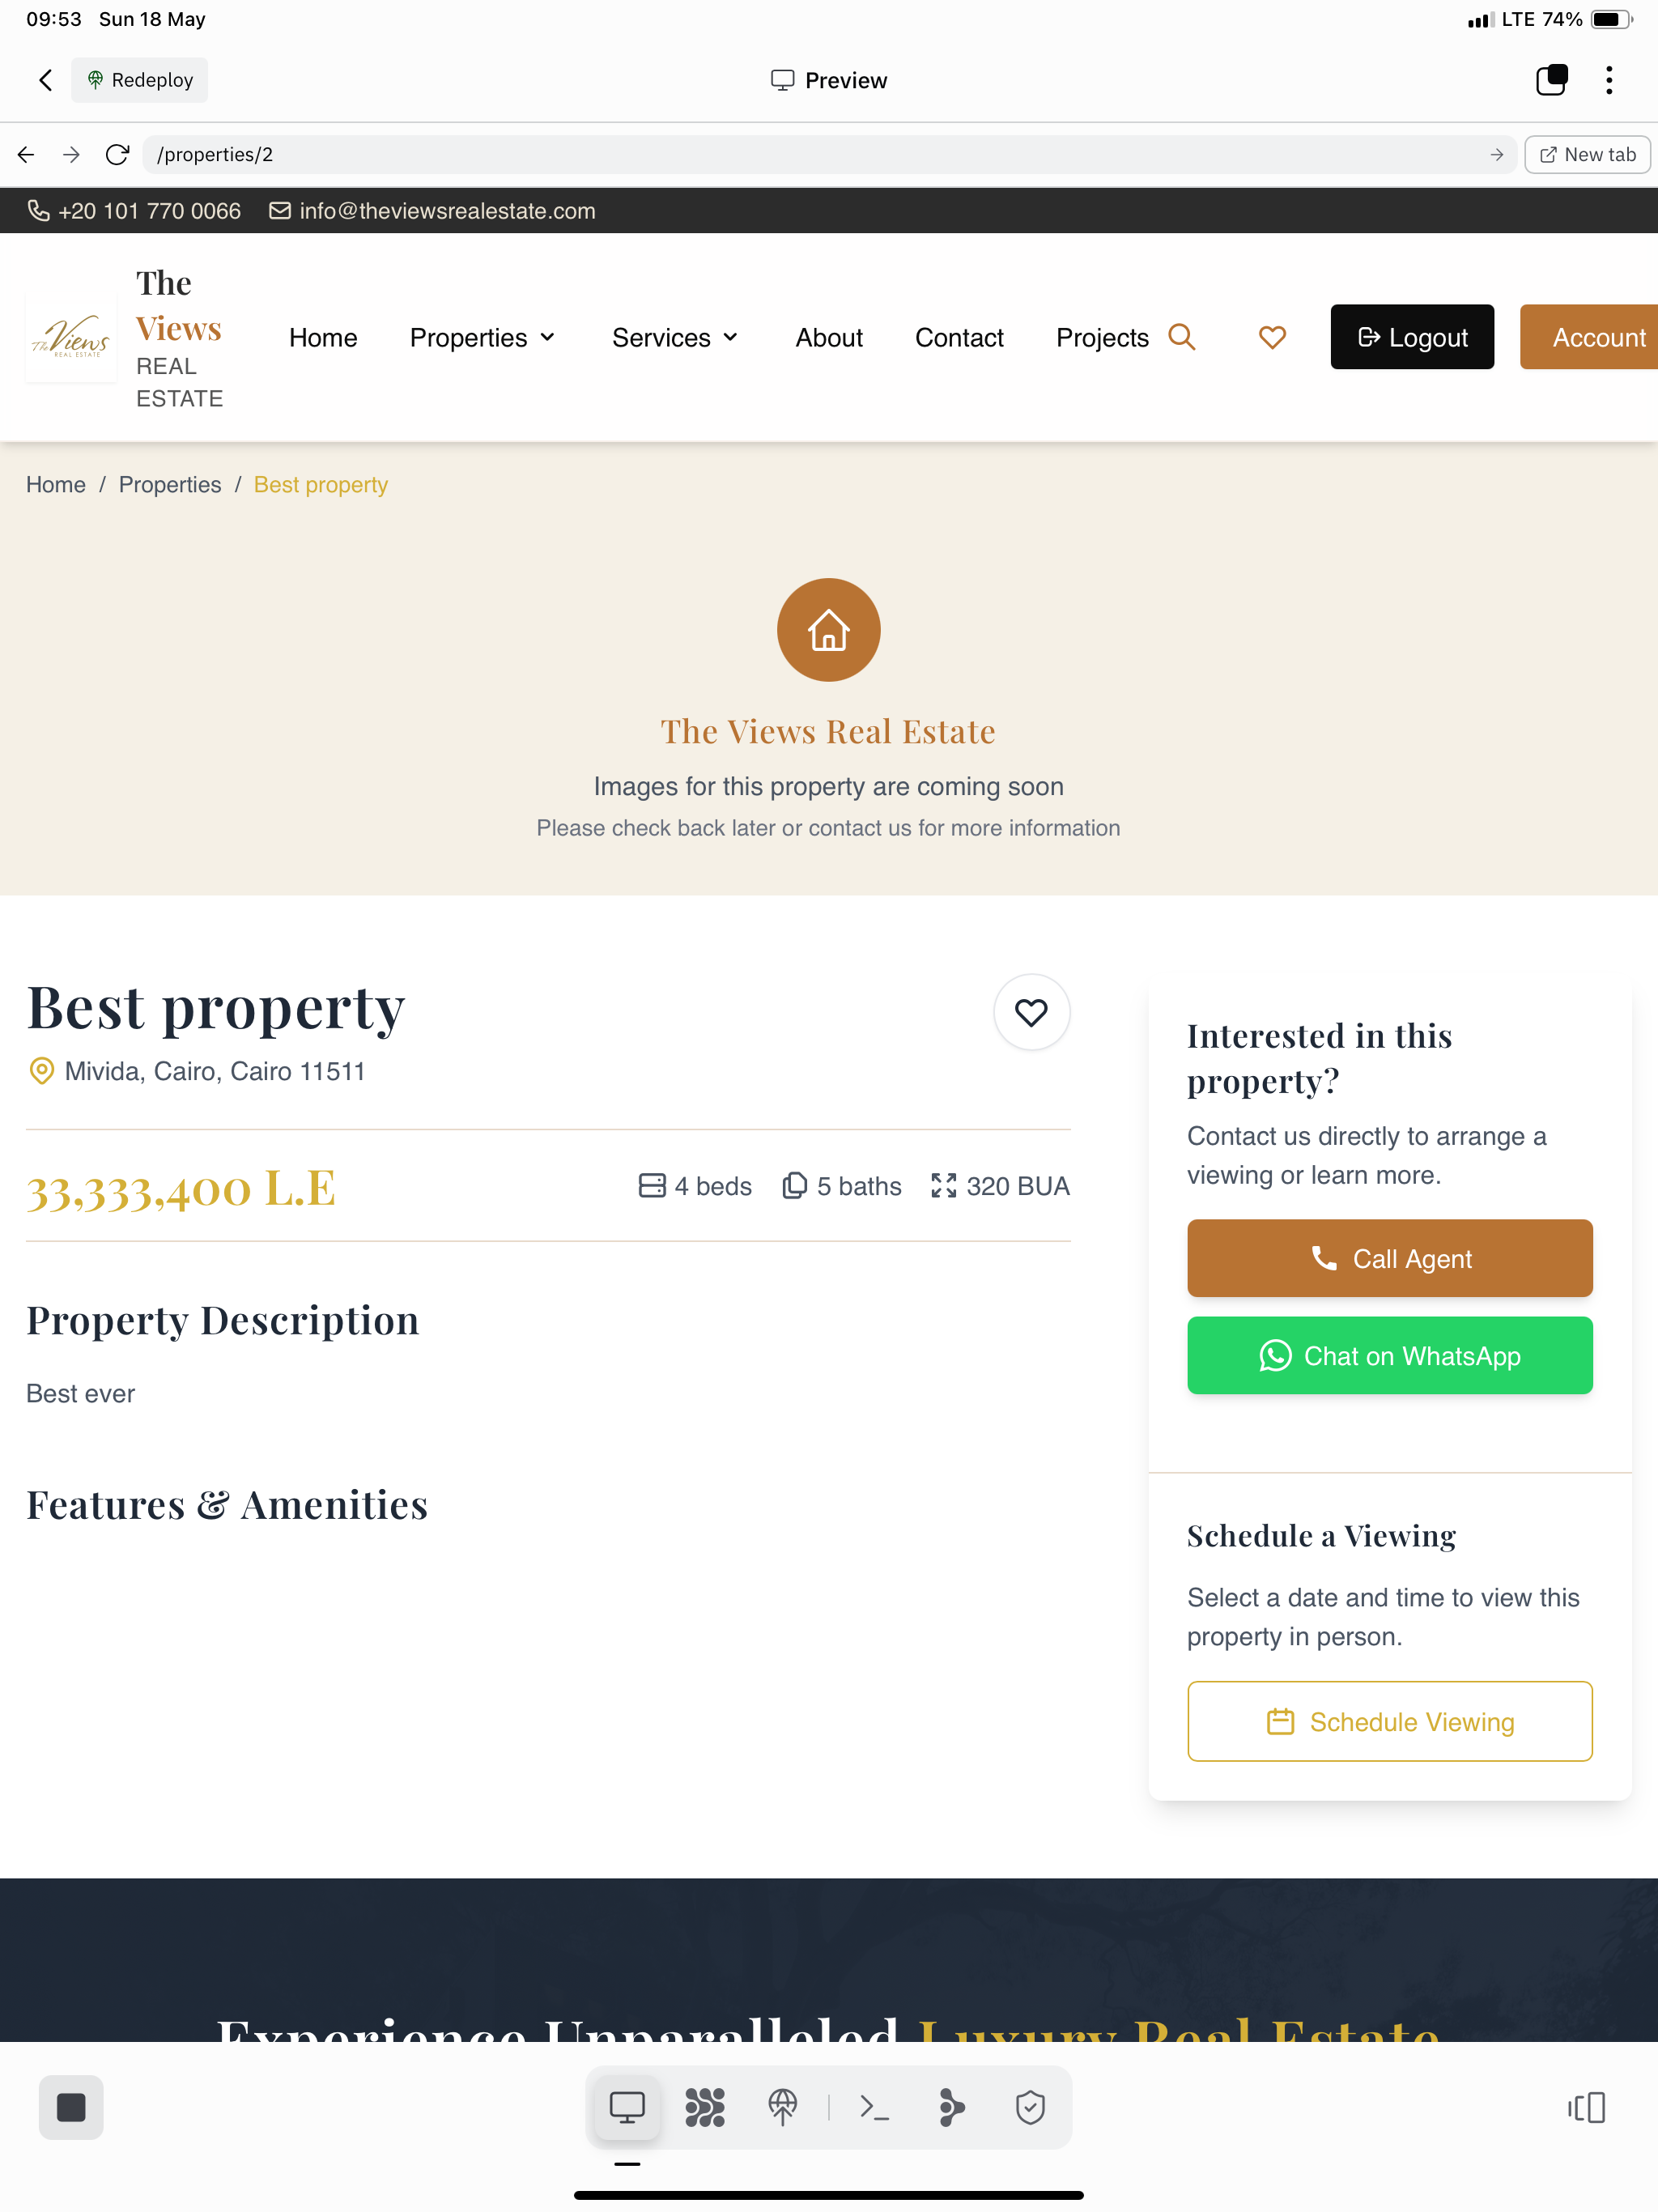 09:53 Sun 18 May
LTE 74%
Redeploy
Preview
/properties/2
New tab
+20 101 770 0066 info@theviewsrealestate.com
The Views REAL ESTATE
The
Views
REAL
ESTATE
Home Properties Services About Contact Projects Logout Account
Home / Properties / Best property
The Views Real Estate
Images for this property are coming soon
Please check back later or contact us for more information
Best property
Mivida, Cairo, Cairo 11511
33,333,400 L.E 4 beds 5 baths 320 BUA
Property Description
Best ever
Features & Amenities
Interested in this
property?
Contact us directly to arrange a
viewing or learn more.
Call Agent
Chat on WhatsApp
Schedule a Viewing
Select a date and time to view this
property in person.
Schedule Viewing
Experience Unparalleled Luxury Real Estate